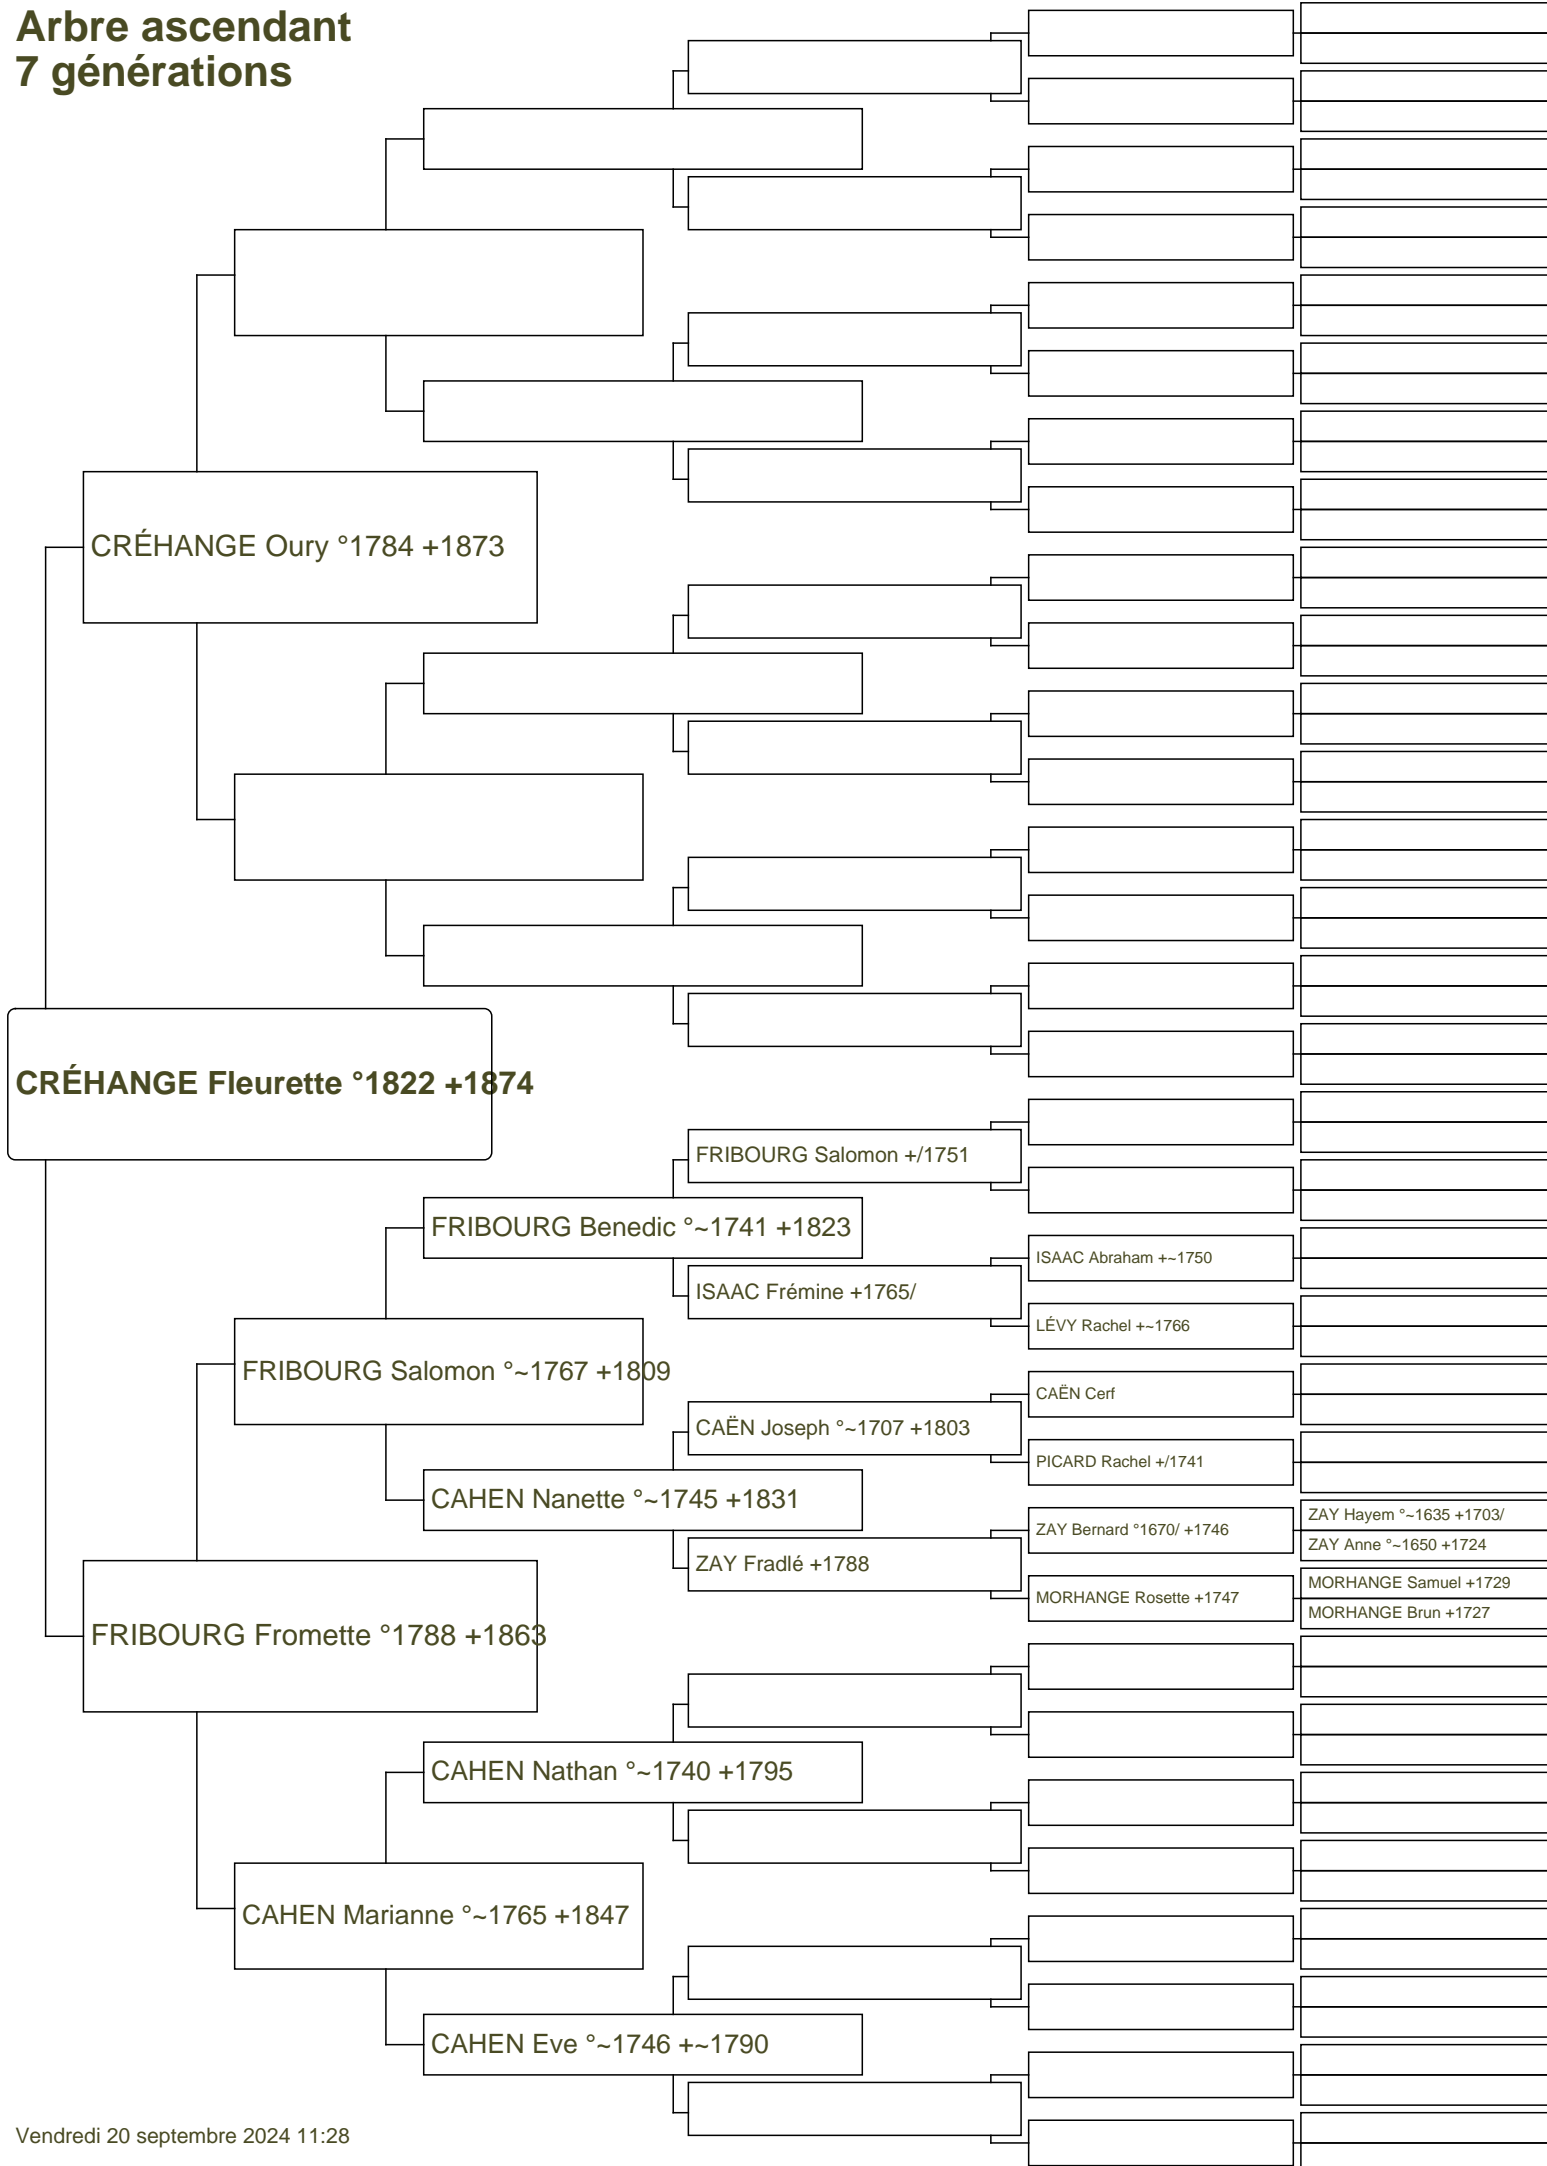 Arbre ascendant
7 générations
CRÉHANGE Oury °1784 +1873
CRÉHANGE Fleurette °1822 +1874
FRIBOURG Salomon +/1751
FRIBOURG Benedic °~1741 +1823
ISAAC Abraham +~1750
ISAAC Frémine +1765/
LÉVY Rachel +~1766
FRIBOURG Salomon °~1767 +1809
CAËN Cerf
CAËN Joseph °~1707 +1803
PICARD Rachel +/1741
CAHEN Nanette °~1745 +1831
ZAY Hayem °~1635 +1703/
ZAY Bernard °1670/ +1746
ZAY Anne °~1650 +1724
ZAY Fradlé +1788
MORHANGE Samuel +1729
MORHANGE Rosette +1747
MORHANGE Brun +1727
FRIBOURG Fromette °1788 +1863
CAHEN Nathan °~1740 +1795
CAHEN Marianne °~1765 +1847
CAHEN Eve °~1746 +~1790
Vendredi 20 septembre 2024 11:28